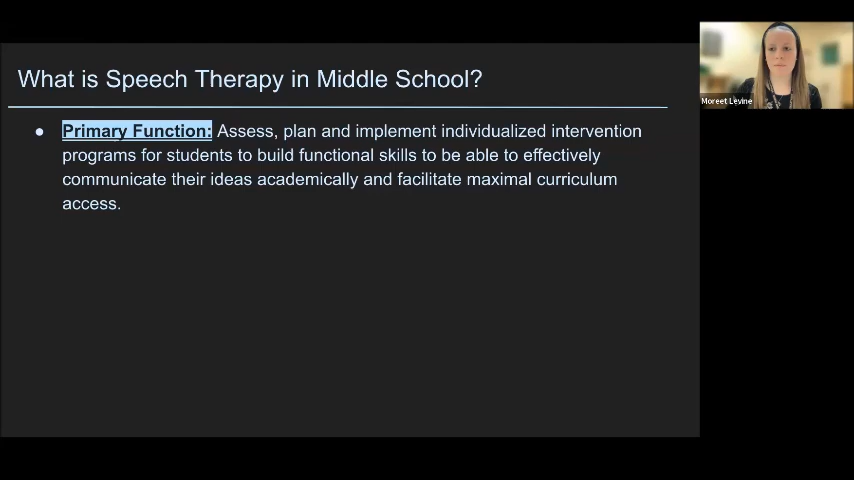 What is Speech Therapy in Middle School?
● Primary Function: Assess, plan and implement individualized intervention
programs for students to build functional skills to be able to effectively
communicate their ideas academically and facilitate maximal curriculum
access.
Moreet Levine